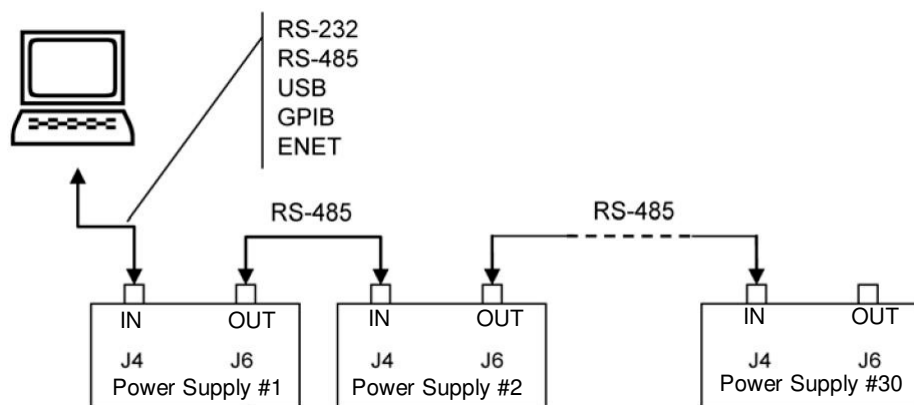 RS-232
RS-485
USB
GPIB
ENET
RS-485
RS-485
IN OUT
J4 J6
Power Supply #1
IN OUT
J4 J6
Power Supply #2
IN OUT
J4 J6
Power Supply #30